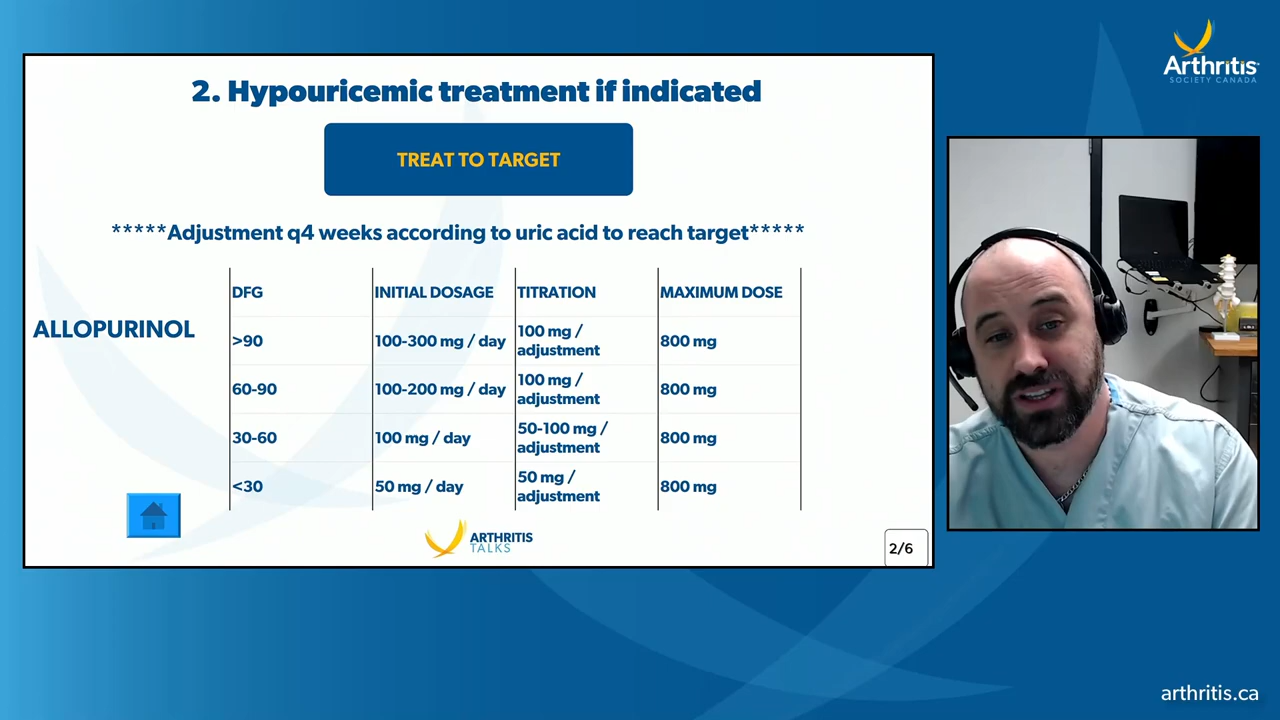 2. Hypouricemic treatment if indicated
TREAT TO TARGET
*****Adjustment q4 weeks according to uric acid to reach target*****
ALLOPURINOL
DFG INITIAL DOSAGE TITRATION MAXIMUM DOSE
>90 100-300 mg / day 100 mg / adjustment 800 mg
60-90 100-200 mg / day 100 mg / adjustment 800 mg
30-60 100 mg / day 50-100 mg / adjustment 800 mg
<30 50 mg / day 50 mg / adjustment 800 mg
ARTHRITIS
TALKS
2/6
Arthritis
SOCIETY CANADA
arthritis.ca